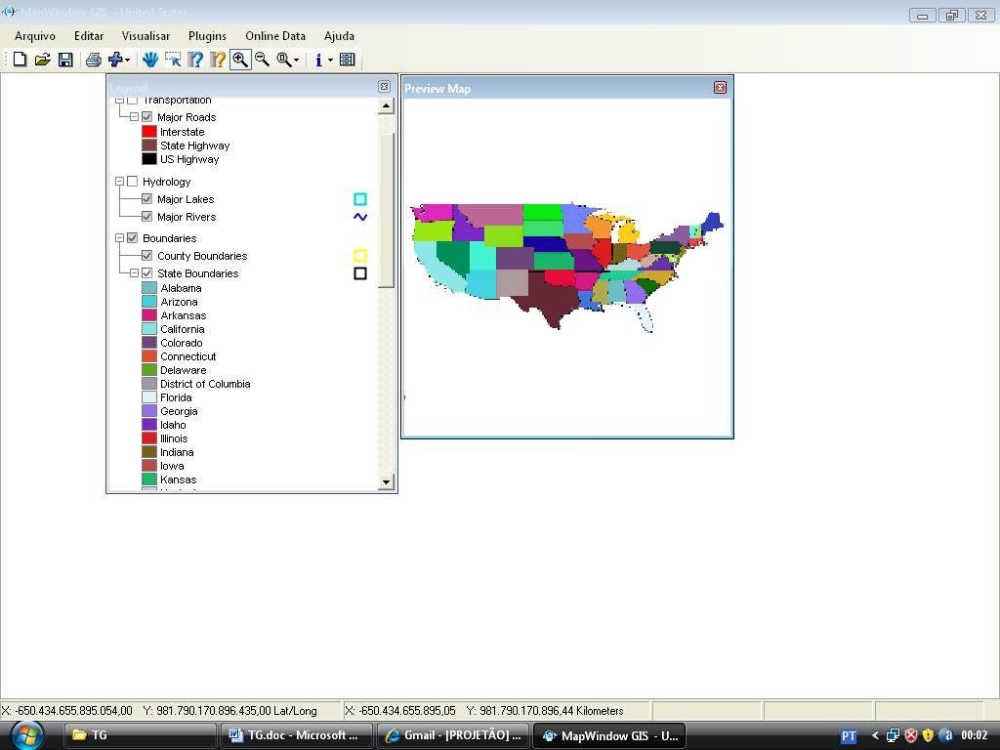 MapWindow GIS - United States
Arquivo Editar Visualisar Plugins Online Data Ajuda
Legend
Transportation
Major Roads
Interstate
State Highway
US Highway
Hydrology
Major Lakes
Major Rivers
Boundaries
County Boundaries
State Boundaries
Alabama
Arizona
Arkansas
California
Colorado
Connecticut
Delaware
District of Columbia
Florida
Georgia
Idaho
Illinois
Indiana
Iowa
Kansas
Preview Map
X: -650.434.655.895.054,00 Y: 981.790.170.896.435,00 Lat/Long
X: -650.434.655.895,05 Y: 981.790.170.896,44 Kilometers
TG
TG.doc - Microsoft ...
Gmail - [PROJETÃO] ...
MapWindow GIS - U...
PT
00:02